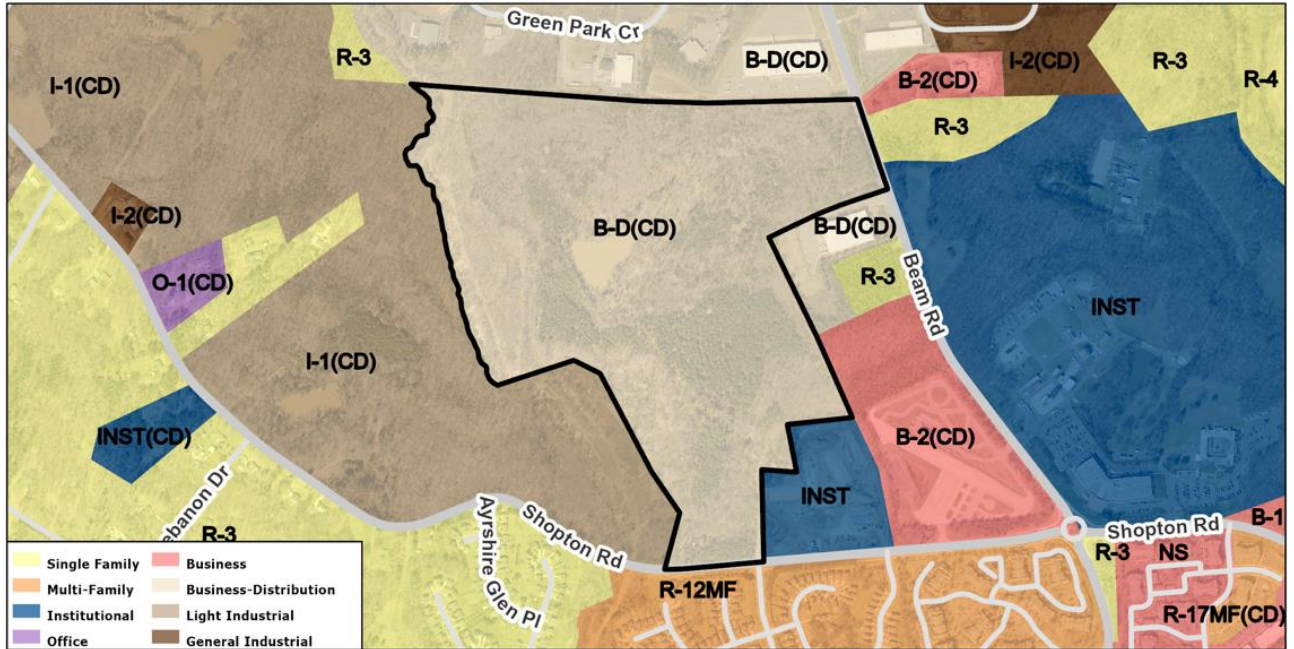 Green Park Cr
R-3
B-D(CD)
I-2(CD)
R-3
I-1(CD)
B-2(CD)
R-4
R-3
I-2(CD)
B-D(CD)
B-D(CD)
O-1(CD)
R-3
Beam Rd
INST
I-1(CD)
INST(CD)
B-2(CD)
INST
Ayrshire Glen Pl
Shopton Rd
Shopton Rd
B-1
R-3
R-3
NS
R-12MF
R-17MF(CD)
ebanon Dr
Single Family
Business
Multi-Family
Business-Distribution
Institutional
Light Industrial
Office
General Industrial